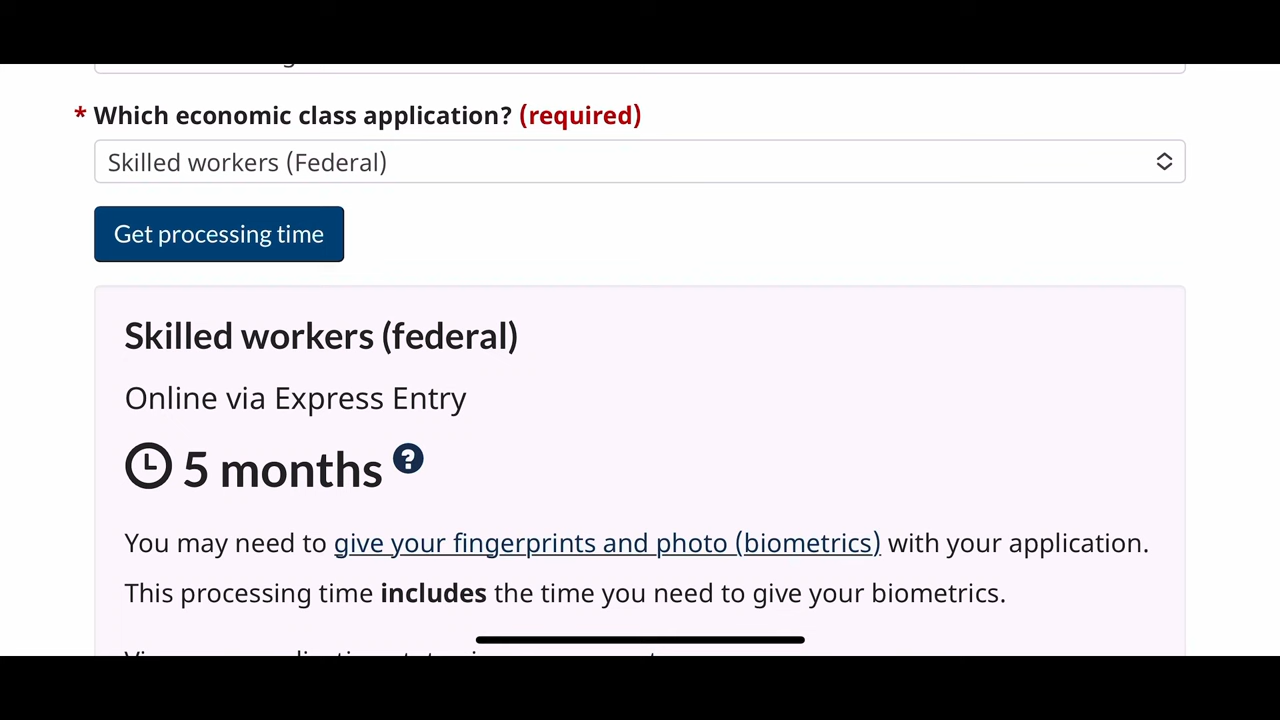 * Which economic class application? (required)
Skilled workers (Federal)
Get processing time
Skilled workers (federal)
Online via Express Entry
5 months ?
You may need to give your fingerprints and photo (biometrics) with your application.
This processing time includes the time you need to give your biometrics.